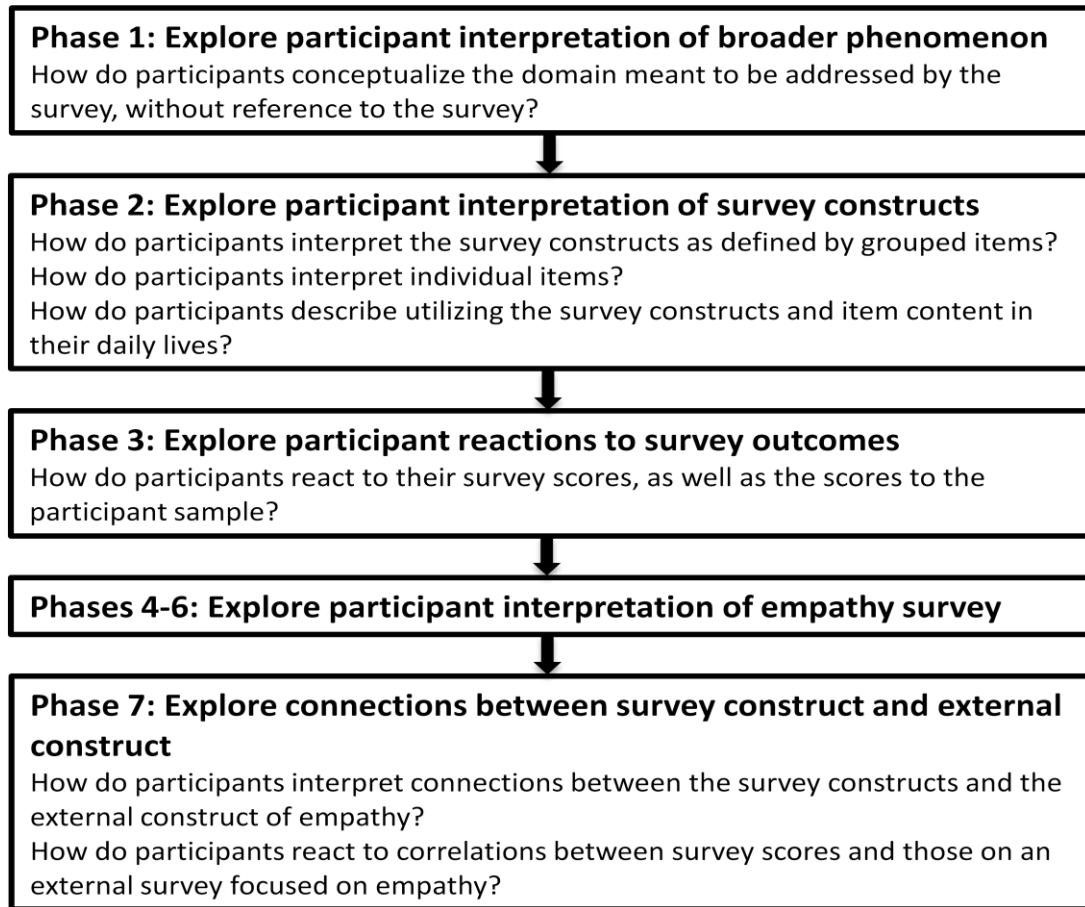 Phase 1: Explore participant interpretation of broader phenomenon
How do participants conceptualize the domain meant to be addressed by the
survey, without reference to the survey?
Phase 2: Explore participant interpretation of survey constructs
How do participants interpret the survey constructs as defined by grouped items?
How do participants interpret individual items?
How do participants describe utilizing the survey constructs and item content in
their daily lives?
Phase 3: Explore participant reactions to survey outcomes
How do participants react to their survey scores, as well as the scores to the
participant sample?
Phases 4-6: Explore participant interpretation of empathy survey
Phase 7: Explore connections between survey construct and external
construct
How do participants interpret connections between the survey constructs and the
external construct of empathy?
How do participants react to correlations between survey scores and those on an
external survey focused on empathy?